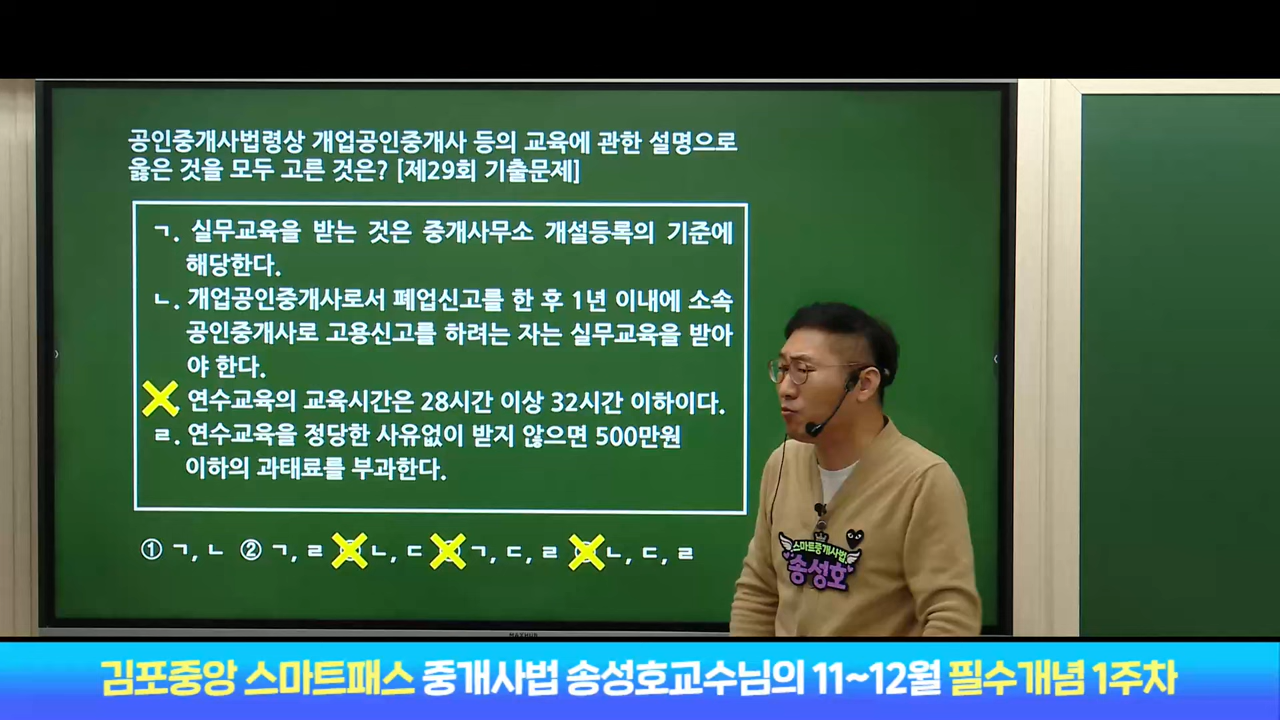 공인중개사법령상 개업공인중개사 등의 교육에 관한 설명으로
옳은 것을 모두 고른 것은? [제29회 기출문제]
ㄱ. 실무교육을 받는 것은 중개사무소 개설등록의 기준에
해당한다.
ㄴ. 개업공인중개사로서 폐업신고를 한 후 1년 이내에 소속
공인중개사로 고용신고를 하려는 자는 실무교육을 받아
야 한다.
연수교육의 교육시간은 28시간 이상 32시간 이하이다.
ㄹ. 연수교육을 정당한 사유없이 받지 않으면 500만원
이하의 과태료를 부과한다.
① ㄱ, ㄴ ② ㄱ, ㄹ ㄴ, ㄷ ㄱ, ㄷ, ㄹ ㄴ, ㄷ, ㄹ
스마트중개사법
송성호
MAXHUB
김포중앙 스마트패스 중개사법 송성호교수님의 11~12월 필수개념 1주차